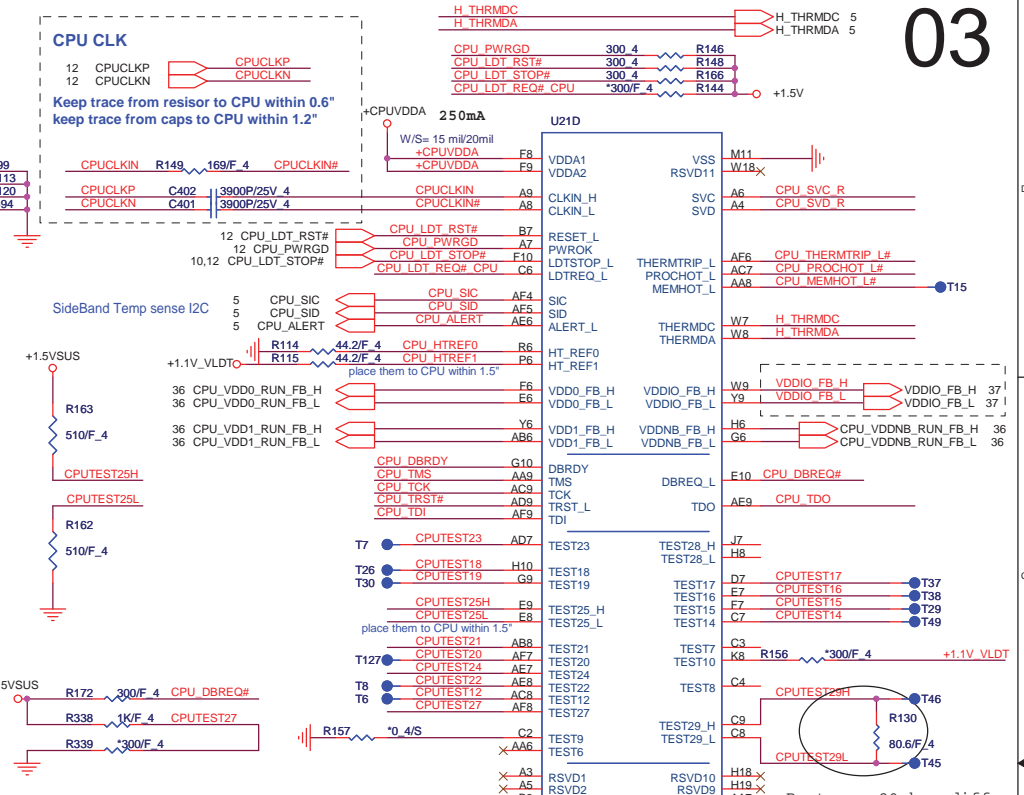 H_THRMDC
H_THRMDA
H_THRMDC 5
H_THRMDA 5
03
CPU CLK
12 CPUCLKP CPUCLKP
12 CPUCLKN CPUCLKN
Keep trace from resisor to CPU within 0.6"
keep trace from caps to CPU within 1.2"
CPU_PWRGD 300_4 R146
CPU_LDT_RST# 300_4 R148
CPU_LDT_STOP# 300_4 R166
CPU_LDT_REQ#_CPU *300/F_4 R144
+1.5V
+CPUVDDA 250mA
W/S= 15 mil/20mil
U21D
+CPUVDDA F8 VDDA1
+CPUVDDA F9 VDDA2
VSS M11
RSVD11 W18
99
113
120
94
CPUCLKIN R149 169/F_4 CPUCLKIN#
CPUCLKP C402 3900P/25V_4 CPUCLKIN A9 CLKIN_H
CPUCLKN C401 3900P/25V_4 CPUCLKIN# A8 CLKIN_L
SVC A6 CPU_SVC_R
SVD A4 CPU_SVD_R
12 CPU_LDT_RST# CPU_LDT_RST# B7 RESET_L
12 CPU_PWRGD CPU_PWRGD A7 PWROK
10,12 CPU_LDT_STOP# CPU_LDT_STOP# F10 LDTSTOP_L
CPU_LDT_REQ#_CPU C6 LDTREQ_L
THERMTRIP_L AF6 CPU_THERMTRIP_L#
PROCHOT_L AC7 CPU_PROCHOT_L#
MEMHOT_L AA8 CPU_MEMHOT_L# T15
SideBand Temp sense I2C
5 CPU_SIC CPU_SIC AF4 SIC
5 CPU_SID CPU_SID AF5 SID
5 CPU_ALERT CPU_ALERT AE6 ALERT_L
THERMDC W7 H_THRMDC
THERMDA W8 H_THRMDA
R114 44.2/F_4 CPU_HTREF0 R6 HT_REF0
+1.1V_VLDT R115 44.2/F_4 CPU_HTREF1 P6 HT_REF1
place them to CPU within 1.5"
36 CPU_VDD0_RUN_FB_H F6 VDD0_FB_H
36 CPU_VDD0_RUN_FB_L E6 VDD0_FB_L
VDDIO_FB_H W9 VDDIO_FB_H VDDIO_FB_H 37
VDDIO_FB_L Y9 VDDIO_FB_L VDDIO_FB_L 37
36 CPU_VDD1_RUN_FB_H Y6 VDD1_FB_H
36 CPU_VDD1_RUN_FB_L AB6 VDD1_FB_L
VDDNB_FB_H H6 CPU_VDDNB_RUN_FB_H 36
VDDNB_FB_L G6 CPU_VDDNB_RUN_FB_L 36
+1.5VSUS
R163
510/F_4
CPUTEST25H
CPUTEST25L
R162
510/F_4
CPU_DBRDY G10 DBRDY
CPU_TMS AA9 TMS
CPU_TCK AC9 TCK
CPU_TRST# AD9 TRST_L
CPU_TDI AF9 TDI
DBREQ_L E10 CPU_DBREQ#
TDO AE9 CPU_TDO
T7 CPUTEST23 AD7 TEST23
T26 CPUTEST18 H10 TEST18
T30 CPUTEST19 G9 TEST19
TEST28_H J7
TEST28_L H8
TEST17 D7 CPUTEST17 T37
TEST16 E7 CPUTEST16 T38
TEST15 F7 CPUTEST15 T29
TEST14 C7 CPUTEST14 T49
CPUTEST25H E9 TEST25_H
CPUTEST25L E8 TEST25_L
place them to CPU within 1.5"
CPUTEST21 AB8 TEST21
T127 CPUTEST20 AF7 TEST20
CPUTEST24 AE7 TEST24
T8 CPUTEST22 AE8 TEST22
T6 CPUTEST12 AC8 TEST12
CPUTEST27 AF8 TEST27
TEST7 C3
TEST10 K8 R156 *300/F_4 +1.1V_VLDT
TEST8 C4
5VSUS
R172 300/F_4 CPU_DBREQ#
R338 1K/F_4 CPUTEST27
R339 *300/F_4
R157 *0_4/S C2 TEST9
AA6 TEST6
TEST29_H C9 CPUTEST29H T46
R130
80.6/F_4
TEST29_L C8 CPUTEST29L T45
A3 RSVD1
A5 RSVD2
RSVD10 H18
RSVD9 H19